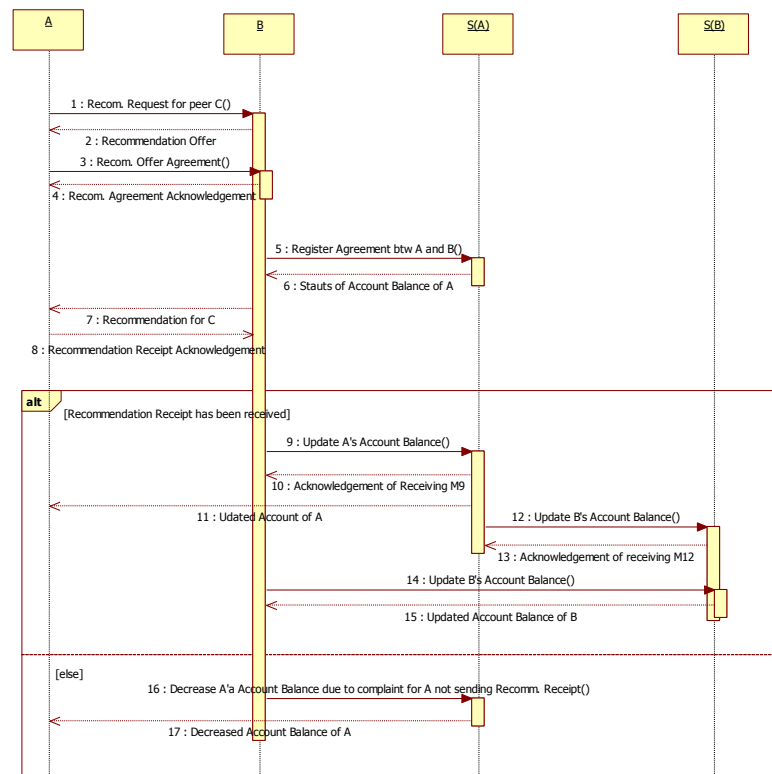 A
B
S(A)
S(B)
1 : Recom. Request for peer C()
2 : Recommendation Offer
3 : Recom. Offer Agreement()
4 : Recom. Agreement Acknowledgement
5 : Register Agreement btw A and B()
6 : Stauts of Account Balance of A
7 : Recommendation for C
8 : Recommendation Receipt Acknowledgement
alt
[Recommendation Receipt has been received]
9 : Update A's Account Balance()
10 : Acknowledgement of Receiving M9
11 : Udated Account of A
12 : Update B's Account Balance()
13 : Acknowledgement of receiving M12
14 : Update B's Account Balance()
15 : Updated Account Balance of B
[else]
16 : Decrease A'a Account Balance due to complaint for A not sending Recomm. Receipt()
17 : Decreased Account Balance of A